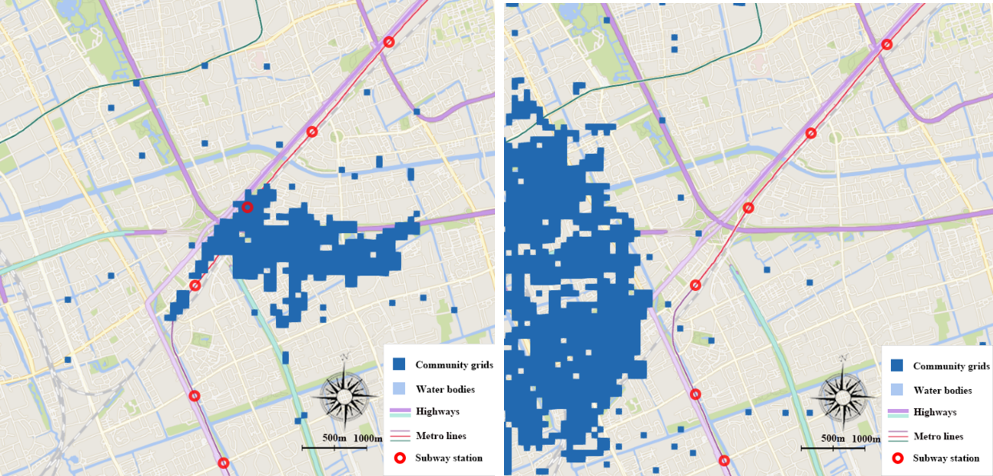 N
Community grids
Water bodies
Highways
Metro lines
Subway station
500m 1000m
N
Community grids
Water bodies
Highways
Metro lines
Subway station
500m 1000m